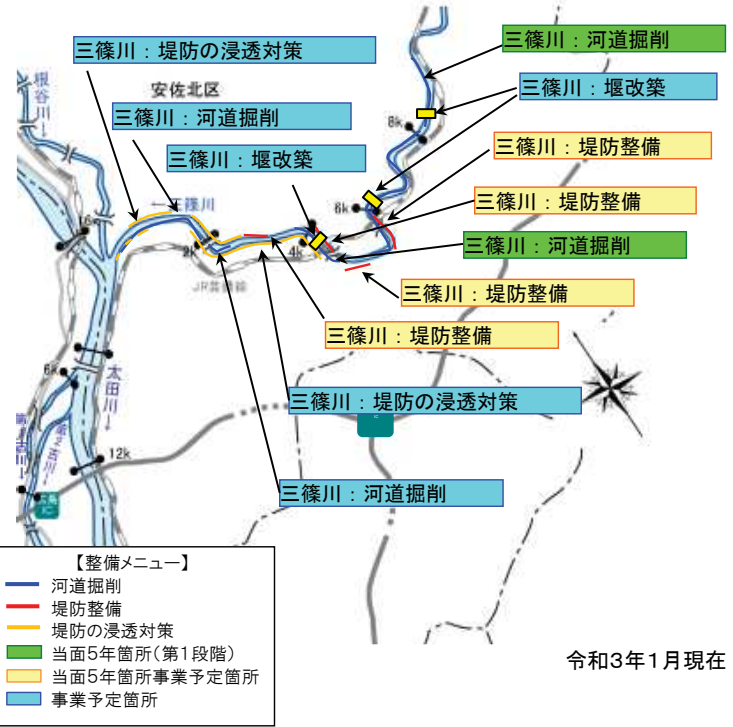 三篠川：河道掘削
三篠川：堤防の浸透対策
根谷川→
安佐北区
三篠川：堰改築
三篠川：河道掘削
8k
三篠川：堤防整備
三篠川：堰改築
三篠川：堤防整備
←三篠川
6k
16k
2k
4k
三篠川：河道掘削
JR芸備線
三篠川：堤防整備
三篠川：堤防整備
太田川→
6k
三篠川：堤防の浸透対策
古川→
12k
三篠川：河道掘削
IC
【整備メニュー】
河道掘削
堤防整備
堤防の浸透対策
当面5年箇所(第1段階)
当面5年箇所事業予定箇所
事業予定箇所
令和3年1月現在